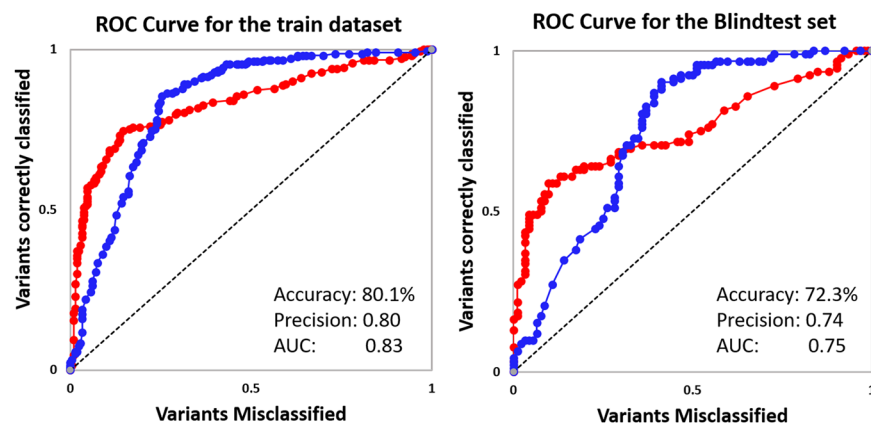 ROC Curve for the train dataset
1
Variants correctly classified
0.5
Accuracy: 80.1%
Precision: 0.80
AUC: 0.83
0
0
0.5
1
Variants Misclassified
ROC Curve for the Blindtest set
1
Variants correctly classified
0.5
Accuracy: 72.3%
Precision: 0.74
AUC: 0.75
0
0
0.5
1
Variants Misclassified